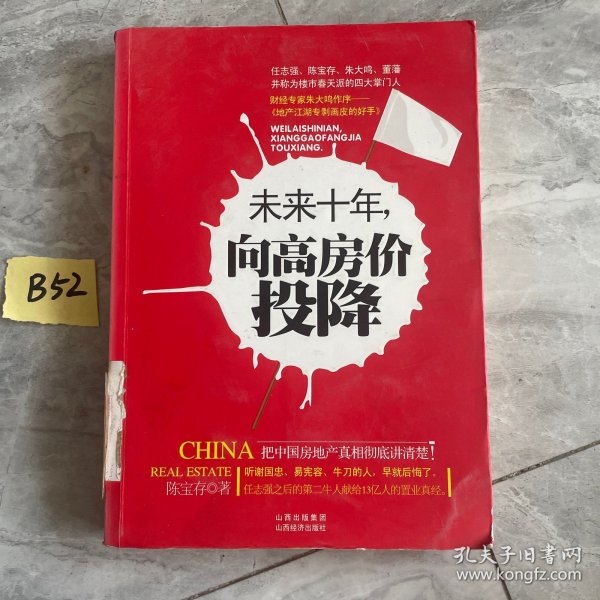 任志强、陈宝存、朱大鸣、董藩
并称为楼市春天派的四大掌门人
财经专家朱大鸣作序——
《地产江湖专剥画皮的好手》
WEILAISHINIAN,
XIANGGAOFANGJIA
TOUXIANG.
未来十年,
向高房价
投降
B52
CHINA 把中国房地产真相彻底讲清楚!
REAL ESTATE 听谢国忠、易宪容、牛刀的人，早就后悔了。
陈宝存◎著 任志强之后的第二牛人献给13亿人的置业真经。
山西出版集团
山西经济出版社
孔夫子旧书网
www.kongfz.com